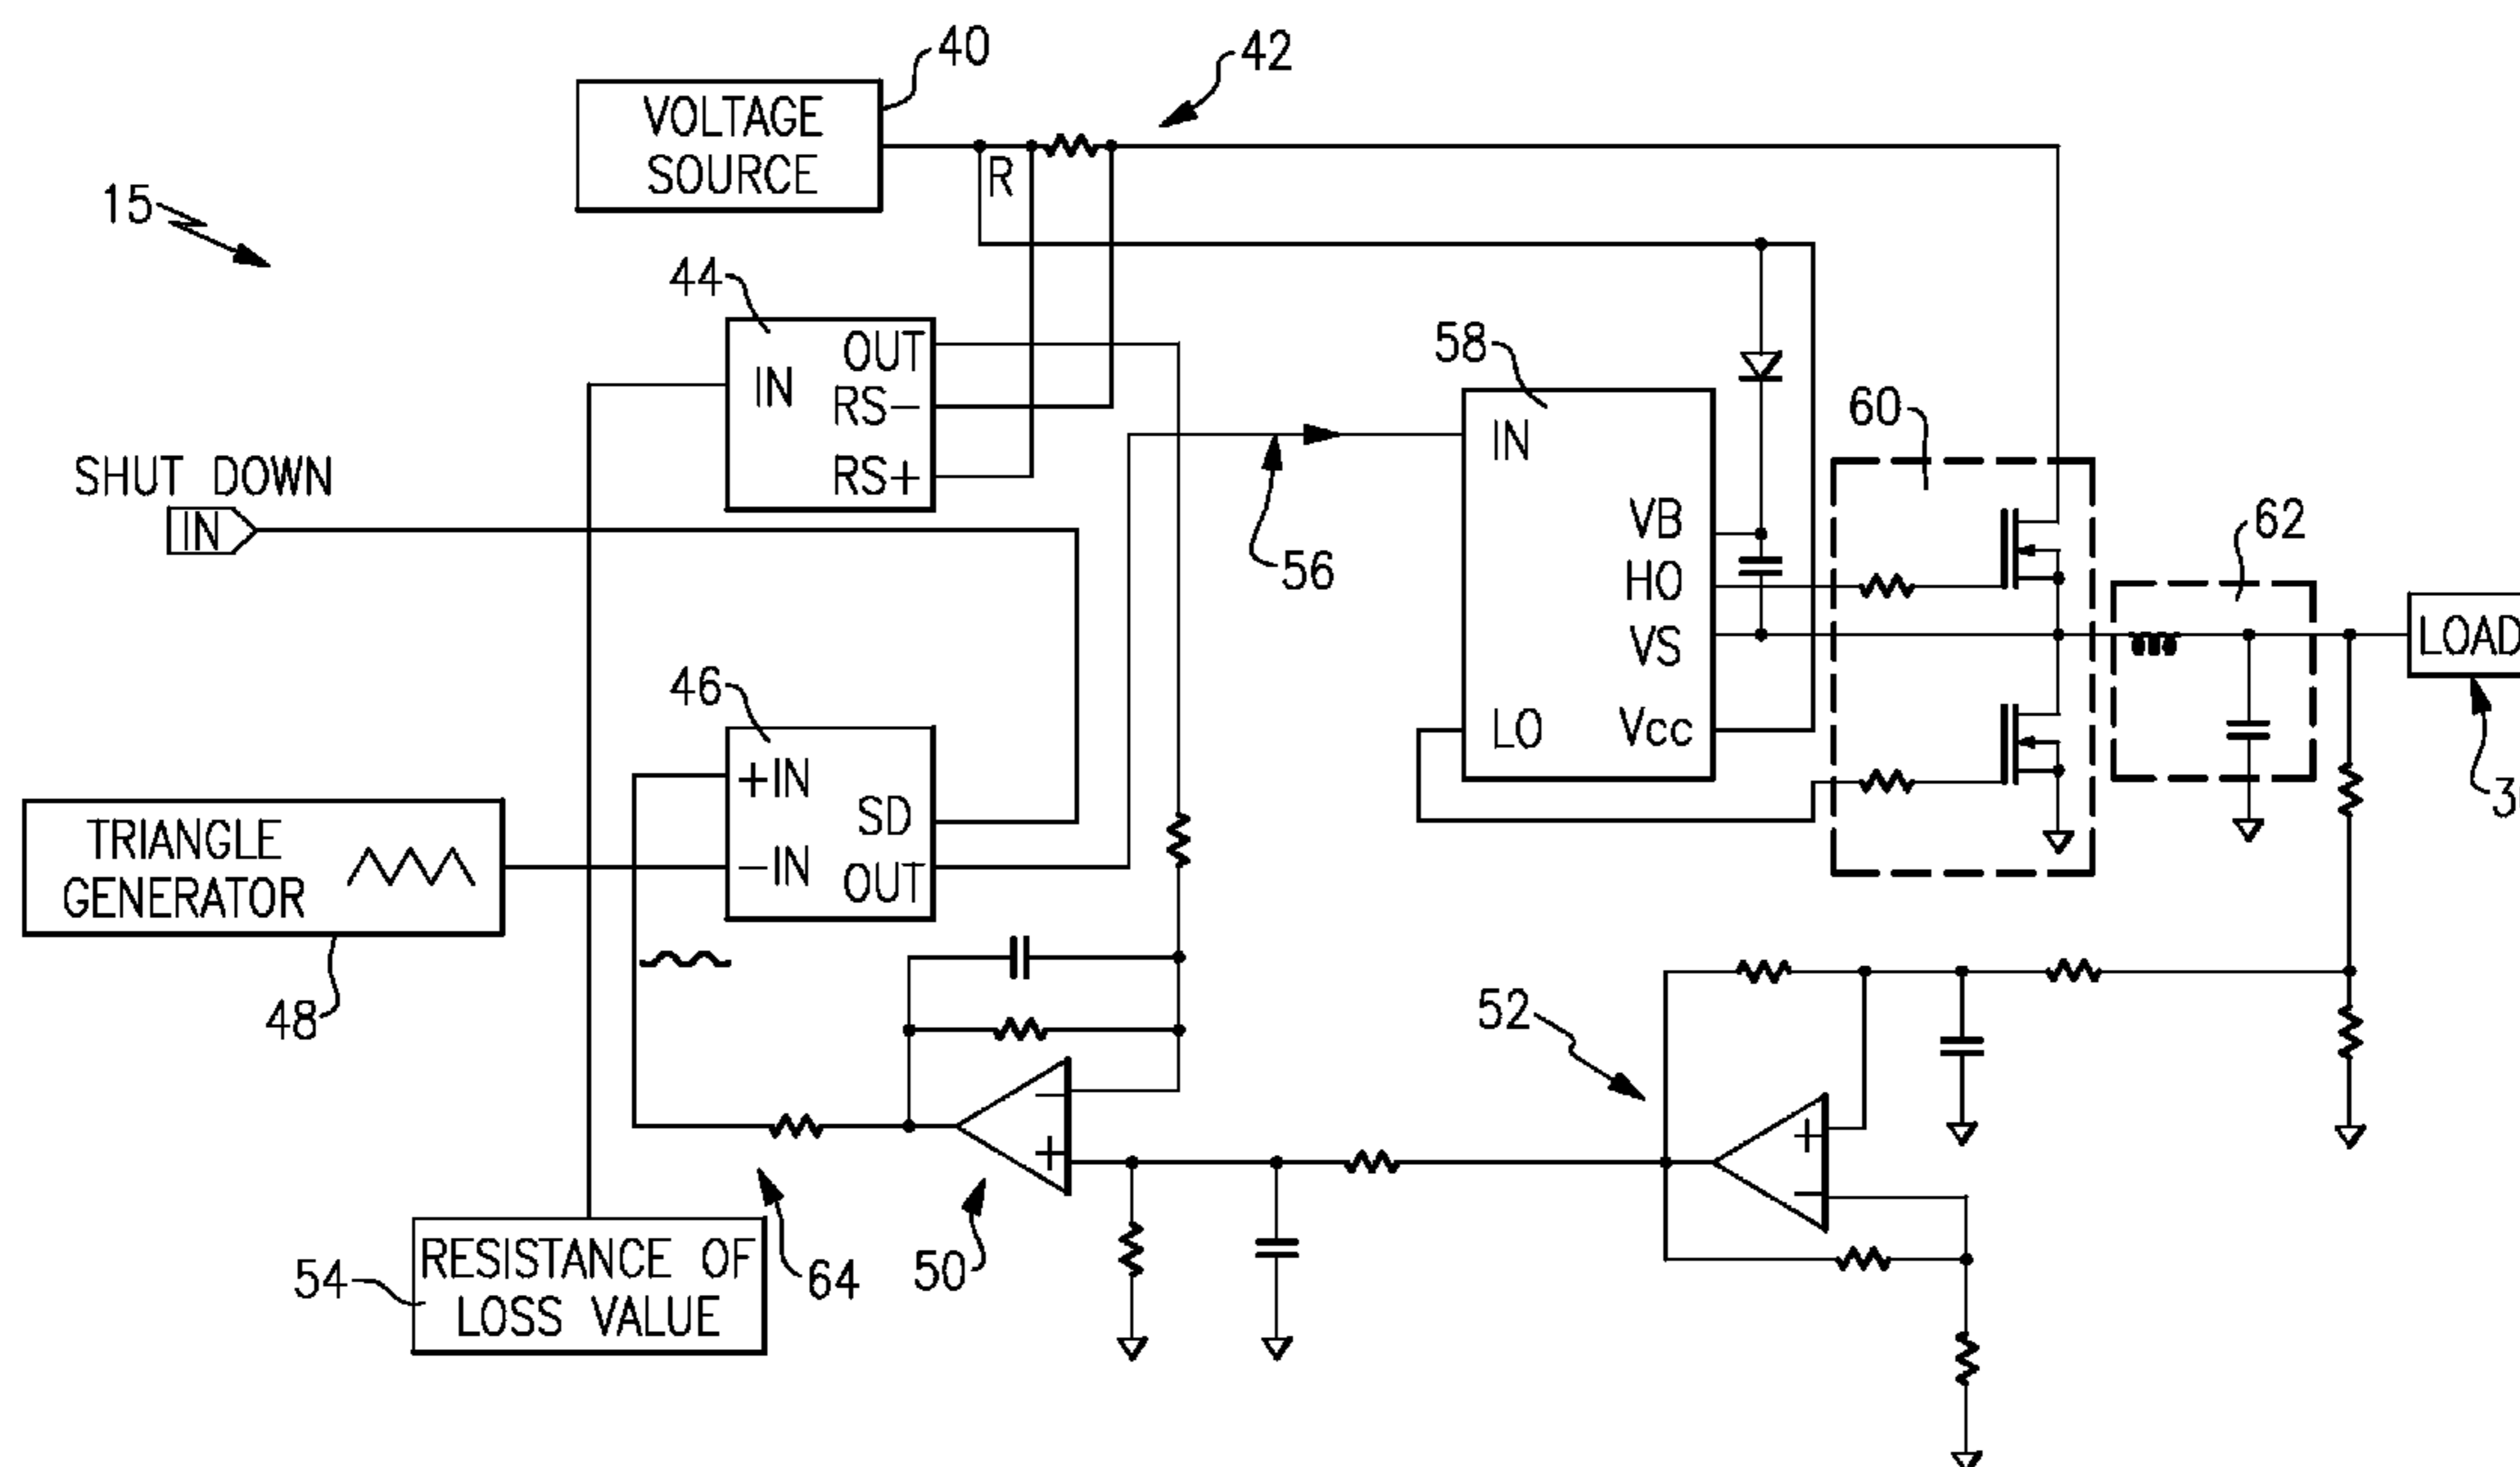 40
42
VOLTAGE
SOURCE
R
15
44
OUT
IN
RS-
RS+
58
IN
60
SHUT DOWN
IN
VB
62
56
HO
VS
LOAD
46
LO
Vcc
+IN
SD
-IN
OUT
TRIANGLE
GENERATOR
3
48
52
-
+
+
-
RESISTANCE OF
LOSS VALUE
54
64
50